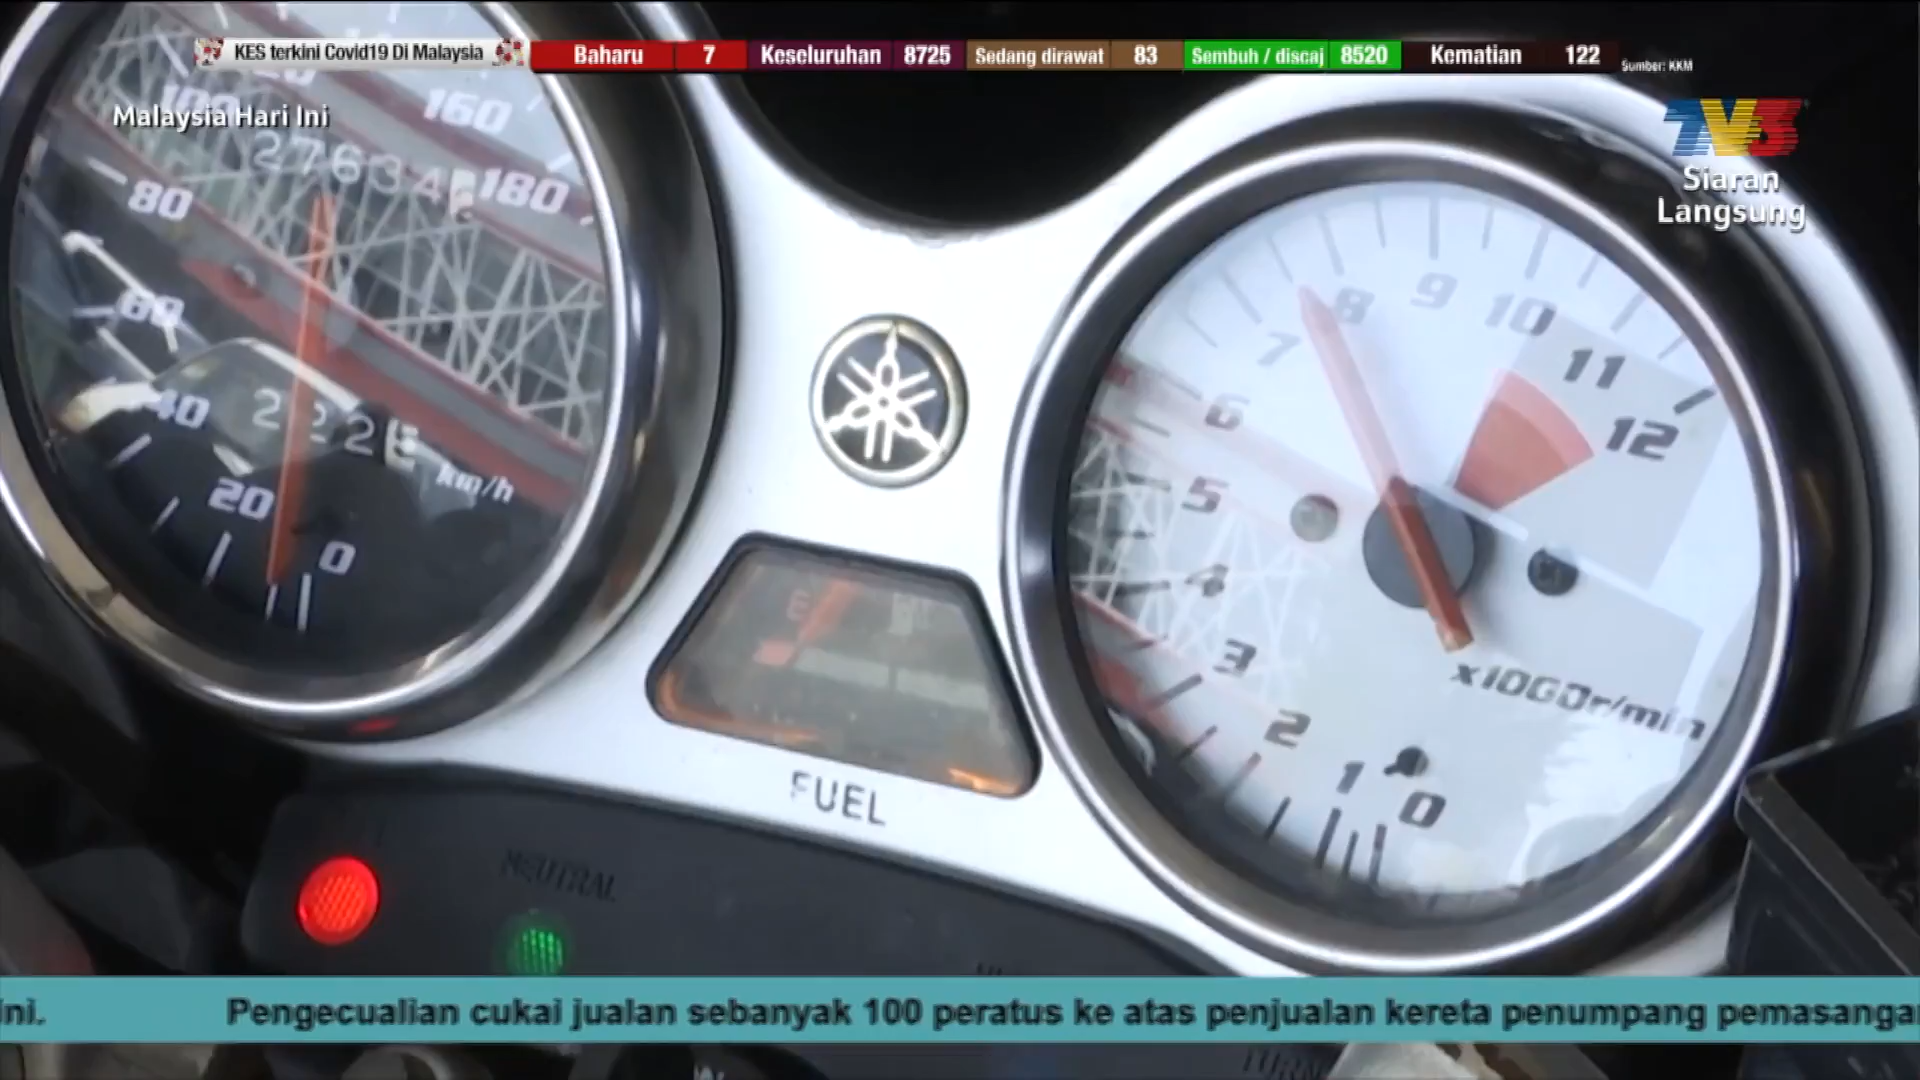 KES terkini Covid19 Di Malaysia Baharu 7 Keseluruhan 8725 Sedang dirawat 83 Sembuh / discaj 8520 Kematian 122 Sumber: KKM
Malaysia Hari Ini
TV3
Siaran
Langsung
100
160
180
80
60
40
20
0
km/h
7
8
9
10
11
12
6
5
4
3
2
1
0
x1000r/min
E
FUEL
NEUTRAL
ini. Pengecualian cukai jualan sebanyak 100 peratus ke atas penjualan kereta penumpang